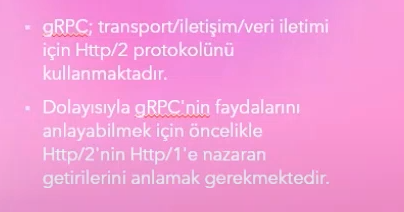 gRPC; transport/iletişim/veri iletimi
için Http/2 protokolünü
kullanmaktadır.
Dolayısıyla gRPC'nin faydalarını
anlayabilmek için öncelikle
Http/2'nin Http/1'e nazaran
getirilerini anlamak gerekmektedir.